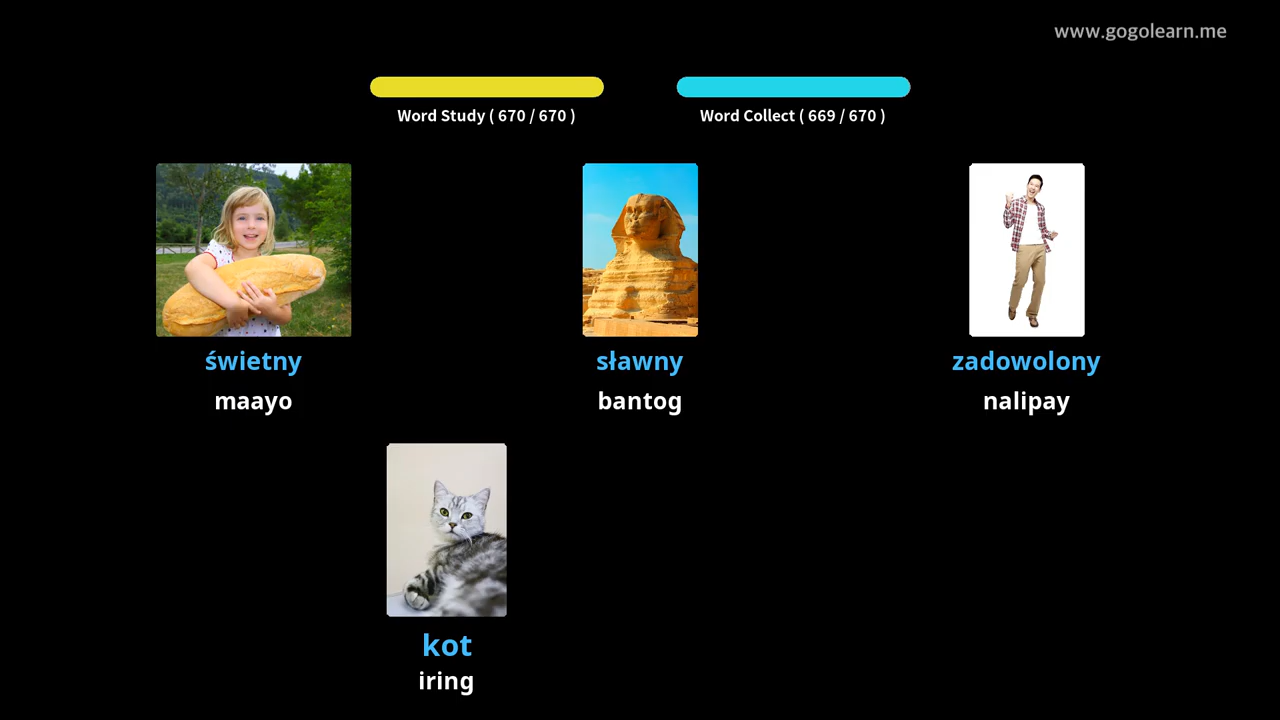 www.gogolearn.me
Word Study ( 670 / 670 )
Word Collect ( 669 / 670 )
świetny
maayo
sławny
bantog
zadowolony
nalipay
kot
iring